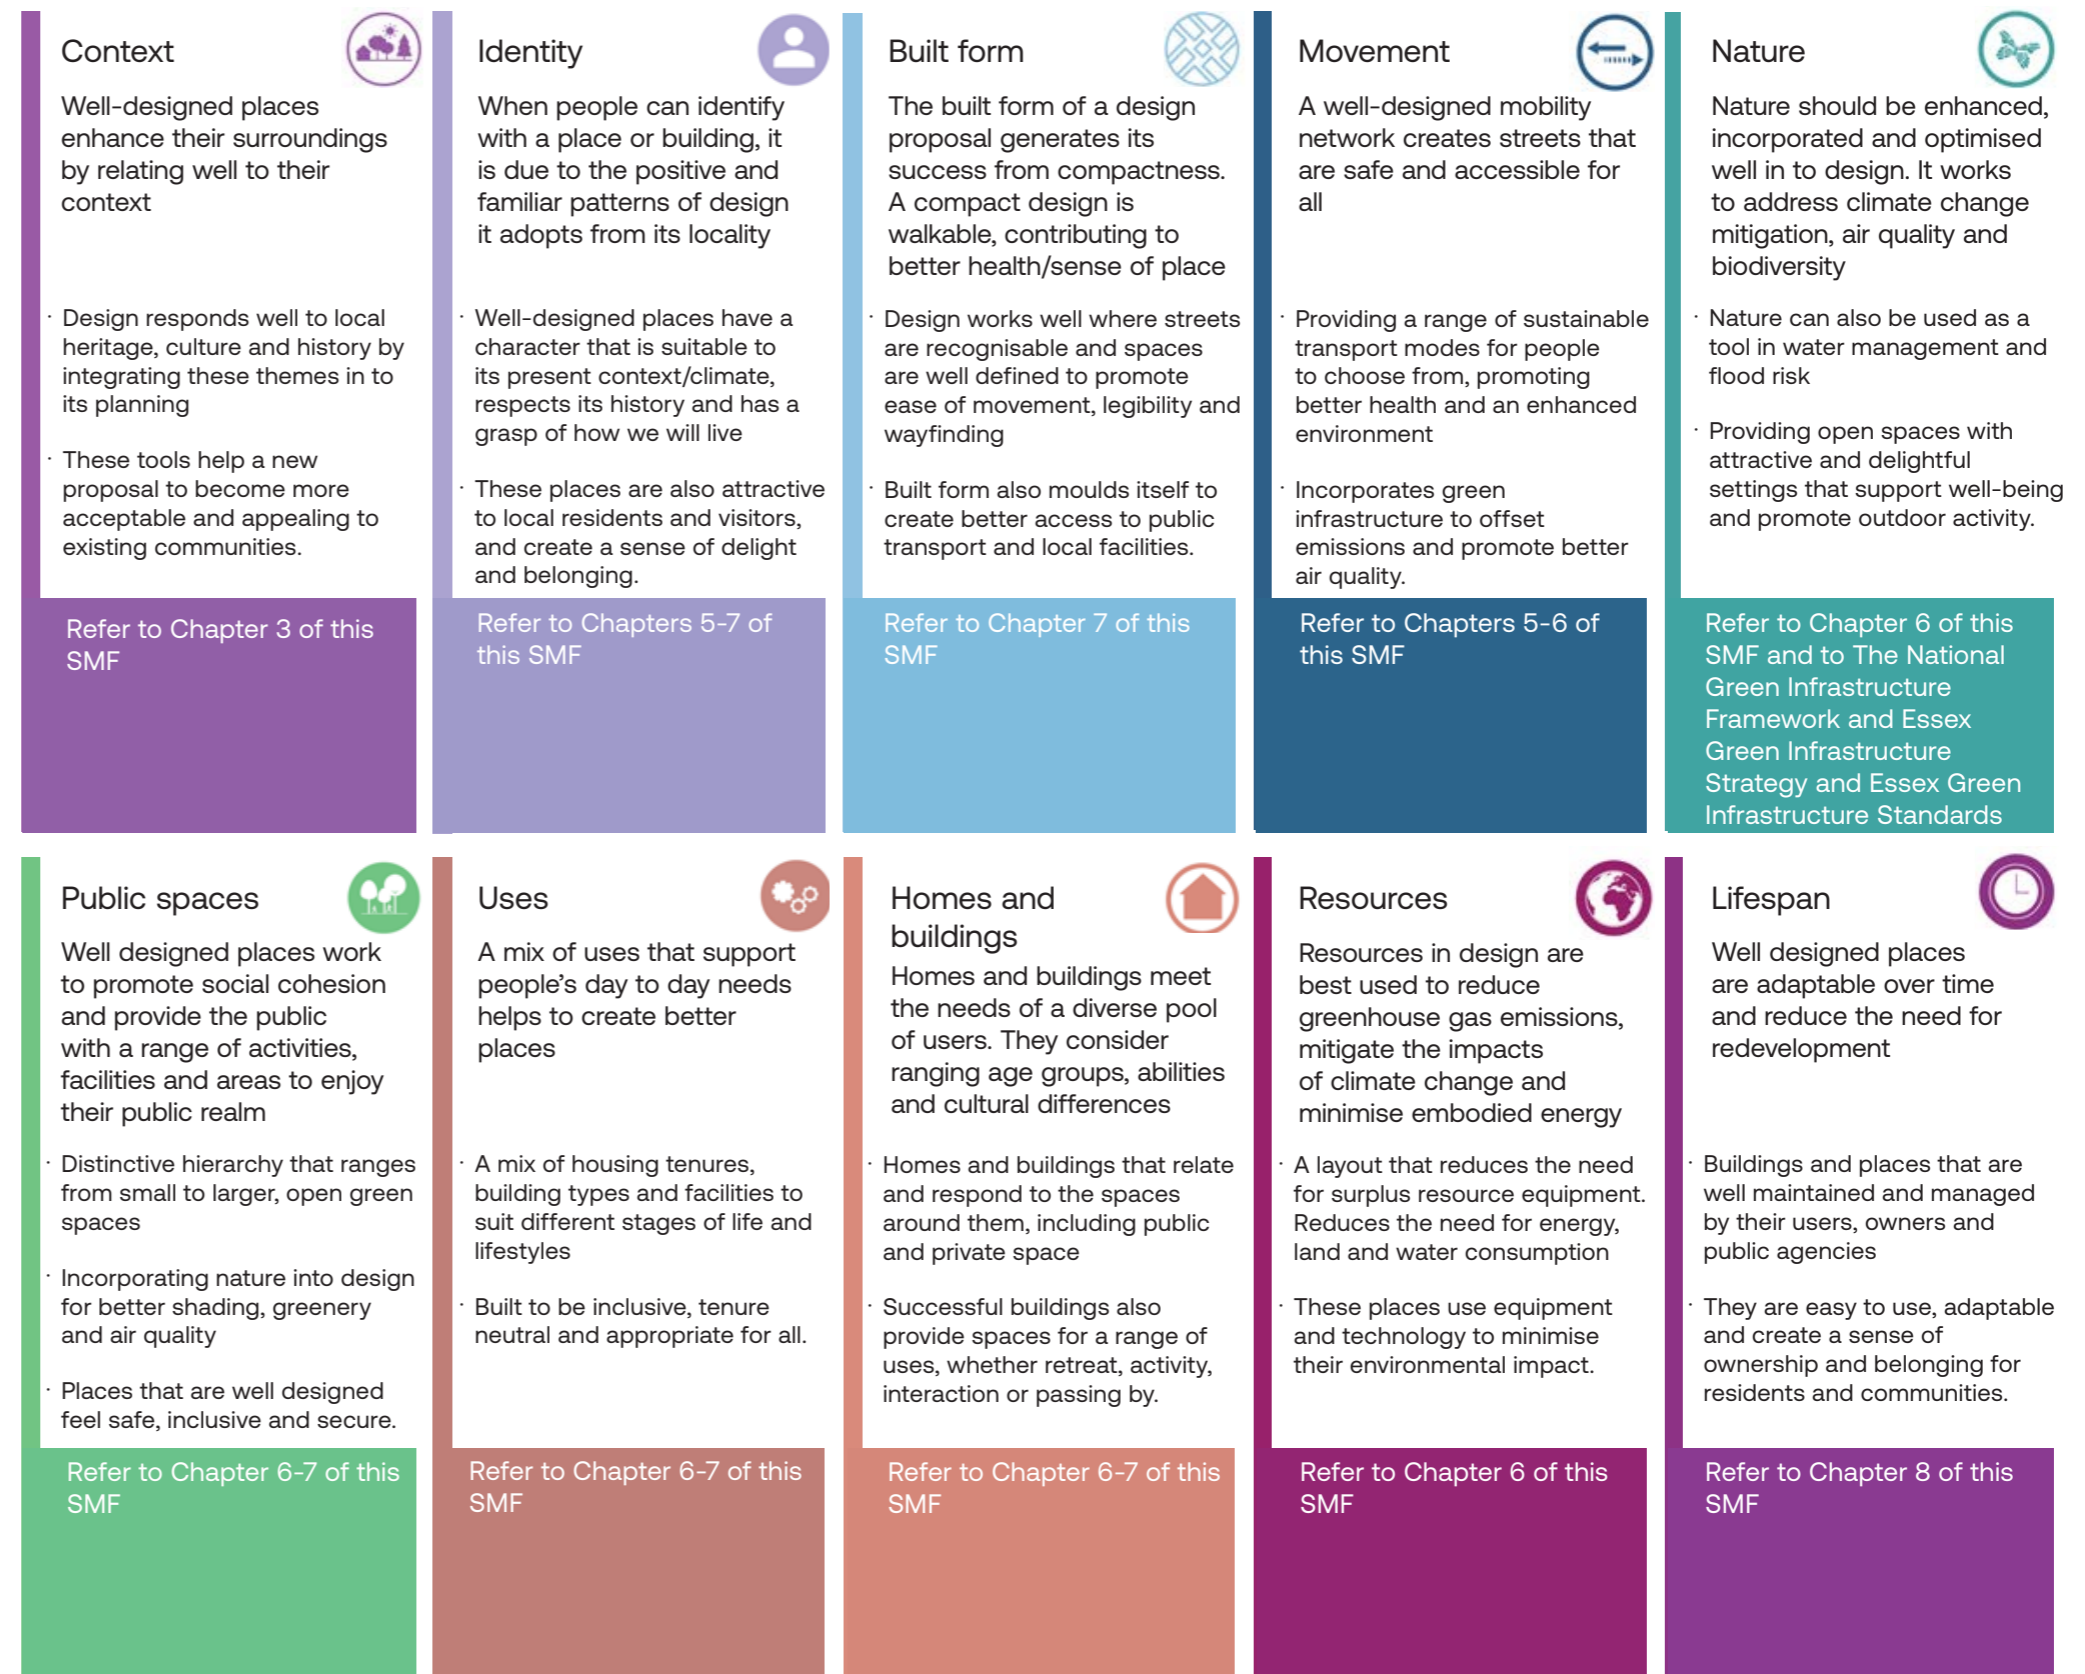 Context
Well-designed places
enhance their surroundings
by relating well to their
context
· Design responds well to local
heritage, culture and history by
integrating these themes in to
its planning
· These tools help a new
proposal to become more
acceptable and appealing to
existing communities.
Refer to Chapter 3 of this
SMF
Identity
When people can identify
with a place or building, it
is due to the positive and
familiar patterns of design
it adopts from its locality
· Well-designed places have a
character that is suitable to
its present context/climate,
respects its history and has a
grasp of how we will live
· These places are also attractive
to local residents and visitors,
and create a sense of delight
and belonging.
Refer to Chapters 5-7 of
this SMF
Built form
The built form of a design
proposal generates its
success from compactness.
A compact design is
walkable, contributing to
better health/sense of place
· Design works well where streets
are recognisable and spaces
are well defined to promote
ease of movement, legibility and
wayfinding
· Built form also moulds itself to
create better access to public
transport and local facilities.
Refer to Chapter 7 of this
SMF
Movement
A well-designed mobility
network creates streets that
are safe and accessible for
all
· Providing a range of sustainable
transport modes for people
to choose from, promoting
better health and an enhanced
environment
· Incorporates green
infrastructure to offset
emissions and promote better
air quality.
Refer to Chapters 5-6 of
this SMF
Nature
Nature should be enhanced,
incorporated and optimised
well in to design. It works
to address climate change
mitigation, air quality and
biodiversity
· Nature can also be used as a
tool in water management and
flood risk
· Providing open spaces with
attractive and delightful
settings that support well-being
and promote outdoor activity.
Refer to Chapter 6 of this
SMF and to The National
Green Infrastructure
Framework and Essex
Green Infrastructure
Strategy and Essex Green
Infrastructure Standards
Public spaces
Well designed places work
to promote social cohesion
and provide the public
with a range of activities,
facilities and areas to enjoy
their public realm
· Distinctive hierarchy that ranges
from small to larger, open green
spaces
· Incorporating nature into design
for better shading, greenery
and air quality
· Places that are well designed
feel safe, inclusive and secure.
Refer to Chapter 6-7 of this
SMF
Uses
A mix of uses that support
people's day to day needs
helps to create better
places
· A mix of housing tenures,
building types and facilities to
suit different stages of life and
lifestyles
· Built to be inclusive, tenure
neutral and appropriate for all.
Refer to Chapter 6-7 of this
SMF
Homes and
buildings
Homes and buildings meet
the needs of a diverse pool
of users. They consider
ranging age groups, abilities
and cultural differences
· Homes and buildings that relate
and respond to the spaces
around them, including public
and private space
· Successful buildings also
provide spaces for a range of
uses, whether retreat, activity,
interaction or passing by.
Refer to Chapter 6-7 of this
SMF
Resources
Resources in design are
best used to reduce
greenhouse gas emissions,
mitigate the impacts
of climate change and
minimise embodied energy
· A layout that reduces the need
for surplus resource equipment.
Reduces the need for energy,
land and water consumption
· These places use equipment
and technology to minimise
their environmental impact.
Refer to Chapter 6 of this
SMF
Lifespan
Well designed places
are adaptable over time
and reduce the need for
redevelopment
· Buildings and places that are
well maintained and managed
by their users, owners and
public agencies
· They are easy to use, adaptable
and create a sense of
ownership and belonging for
residents and communities.
Refer to Chapter 8 of this
SMF